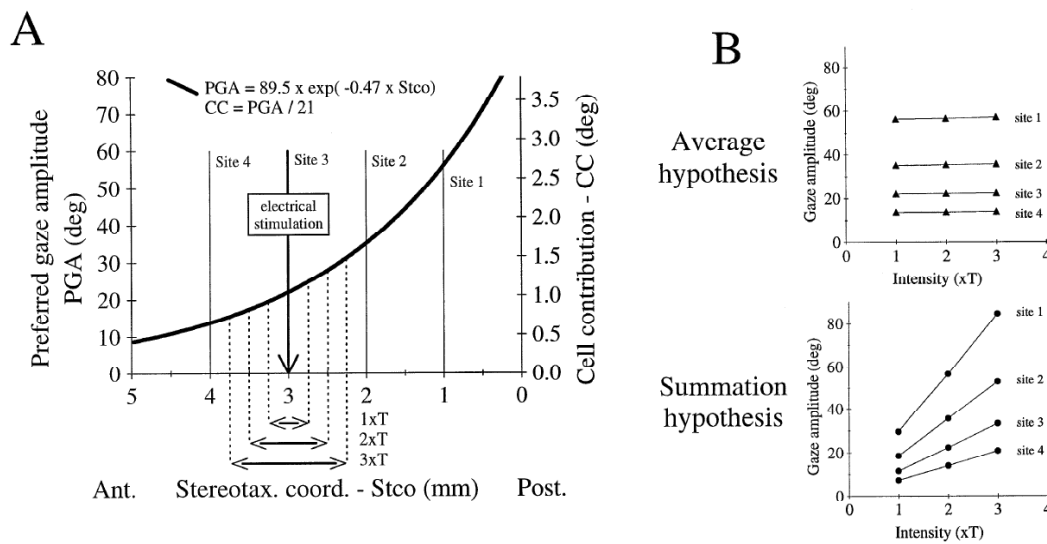 A
PGA = 89.5 x exp( -0.47 x Stco)
CC = PGA / 21
Preferred gaze amplitude
PGA (deg)
80
70
60
50
40
30
20
10
0
Site 4
Site 3
Site 2
Site 1
electrical
stimulation
3.5
3.0
2.5
2.0
1.5
1.0
0.5
0.0
Cell contribution - CC (deg)
5
4
3
2
1
0
1xT
2xT
3xT
Ant.
Stereotax. coord. - Stco (mm)
Post.
B
Average
hypothesis
Gaze amplitude (deg)
80
60
40
20
0
site 1
site 2
site 3
site 4
0
1
2
3
4
Intensity (xT)
Summation
hypothesis
Gaze amplitude (deg)
80
60
40
20
0
site 1
site 2
site 3
site 4
0
1
2
3
4
Intensity (xT)